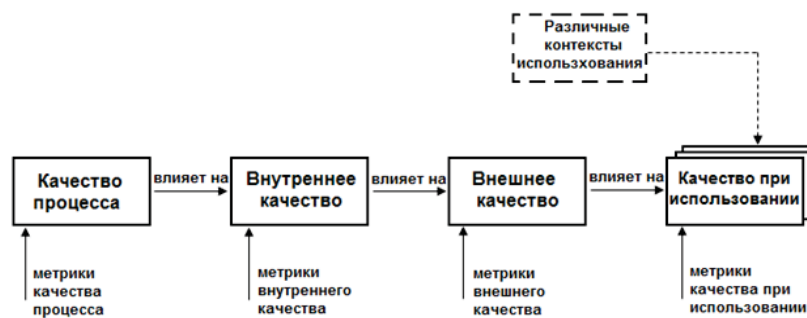 Различные
контексты
использхования
Качество
процесса
влияет на
Внутреннее
качество
влияет на
Внешнее
качество
влияет на
Качество при
использовании
метрики
качества
процесса
метрики
внутреннего
качества
метрики
внешнего
качества
метрики
качества при
использовании